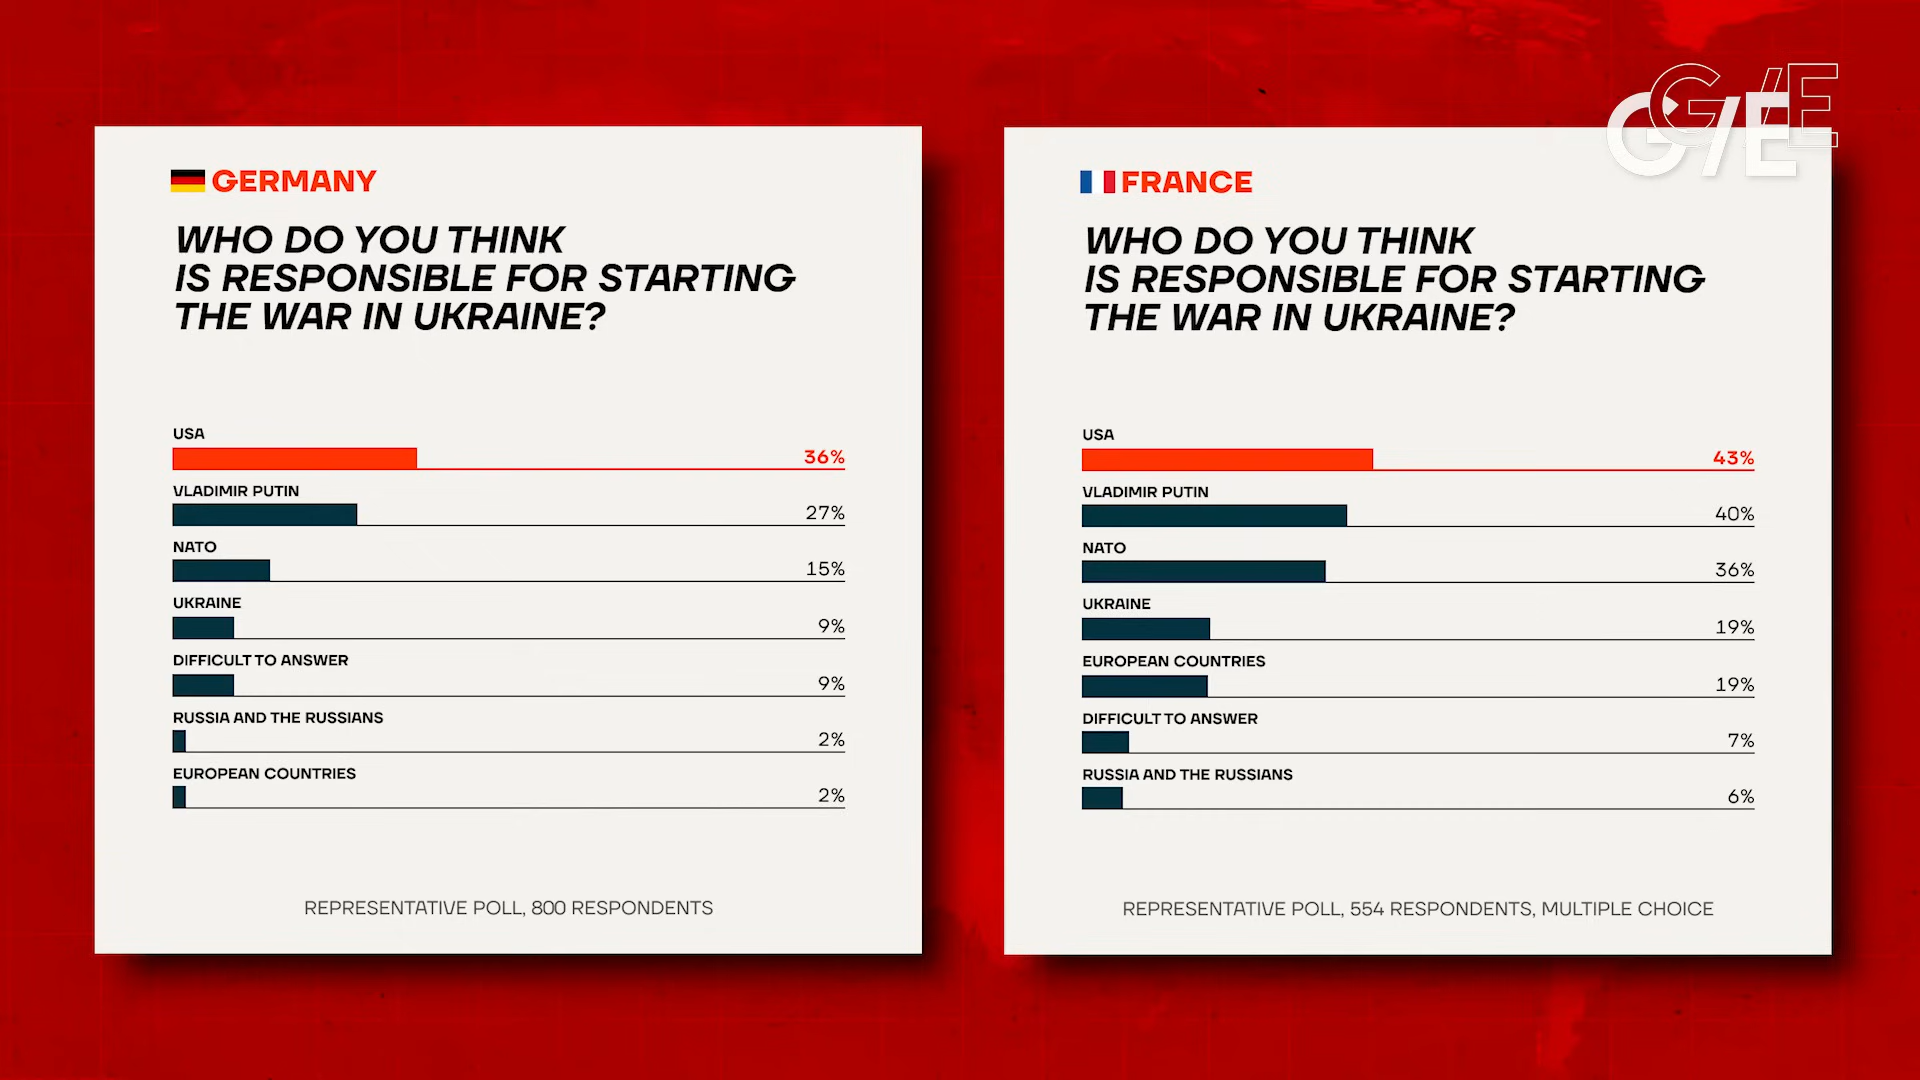 GERMANY
WHO DO YOU THINK
IS RESPONSIBLE FOR STARTING
THE WAR IN UKRAINE?
USA
36%
VLADIMIR PUTIN
27%
NATO
15%
UKRAINE
9%
DIFFICULT TO ANSWER
9%
RUSSIA AND THE RUSSIANS
2%
EUROPEAN COUNTRIES
2%
REPRESENTATIVE POLL, 800 RESPONDENTS
G/E
G/E
FRANCE
WHO DO YOU THINK
IS RESPONSIBLE FOR STARTING
THE WAR IN UKRAINE?
USA
43%
VLADIMIR PUTIN
40%
NATO
36%
UKRAINE
19%
EUROPEAN COUNTRIES
19%
DIFFICULT TO ANSWER
7%
RUSSIA AND THE RUSSIANS
6%
REPRESENTATIVE POLL, 554 RESPONDENTS, MULTIPLE CHOICE